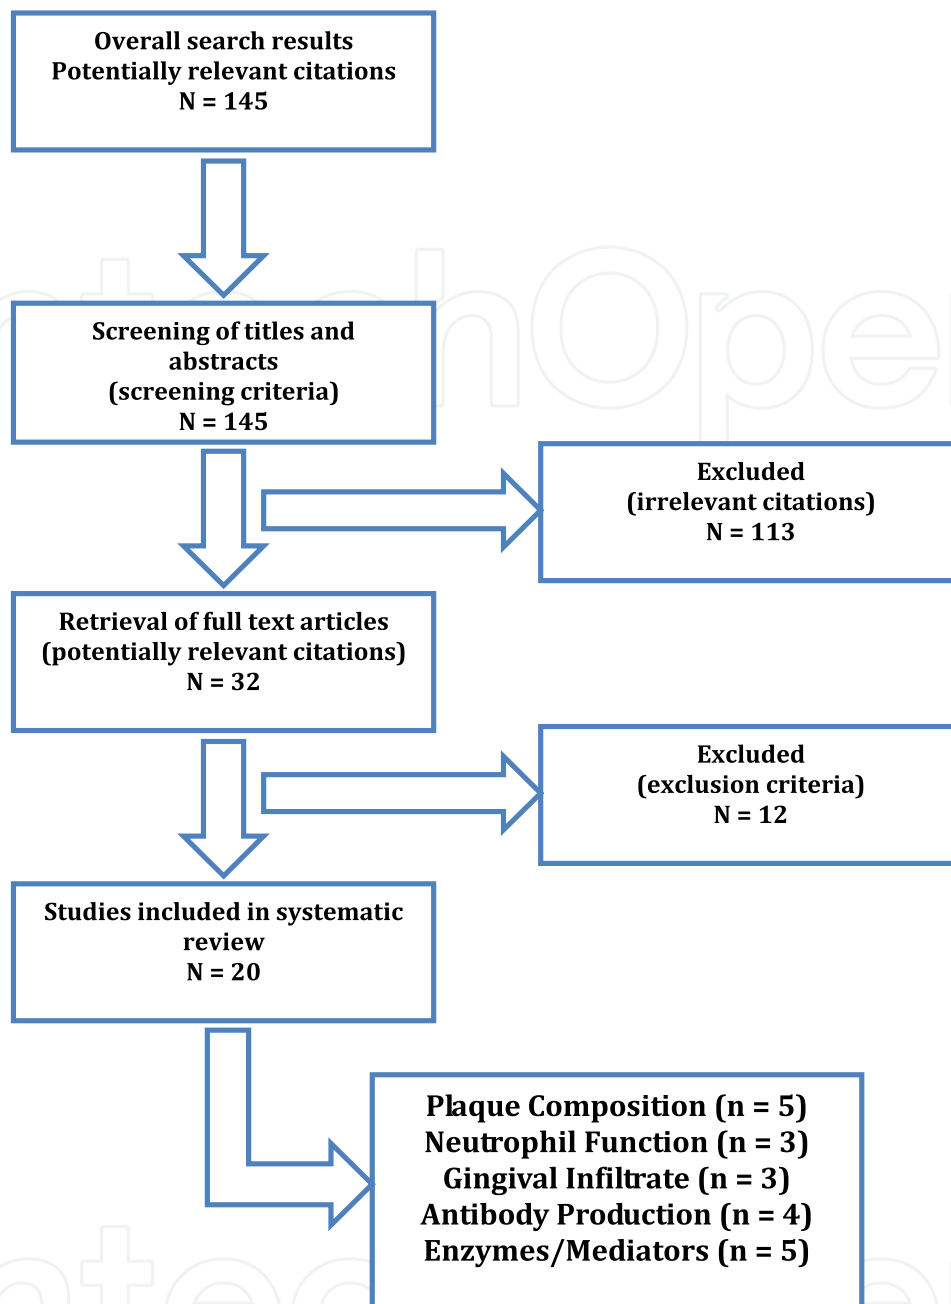 Overall search results
Potentially relevant citations
N = 145
Screening of titles and
abstracts
(screening criteria)
N = 145
Excluded
(irrelevant citations)
N = 113
Retrieval of full text articles
(potentially relevant citations)
N = 32
Excluded
(exclusion criteria)
N = 12
Studies included in systematic
review
N = 20
Plaque Composition (n = 5)
Neutrophil Function (n = 3)
Gingival Infiltrate (n = 3)
Antibody Production (n = 4)
Enzymes/Mediators (n = 5)